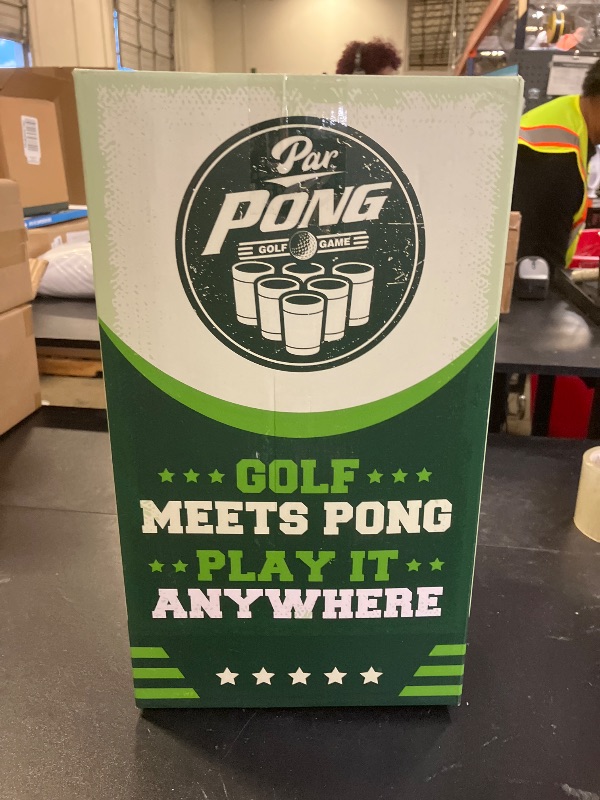 Par
PONG
GOLF GAME
GOLF
MEETS PONG
PLAY IT
ANYWHERE